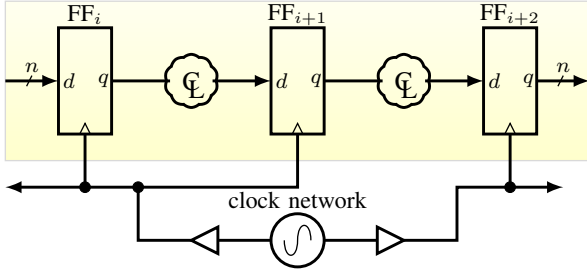 FF_i FF_{i+1} FF_{i+2}
n d q CL d q CL d q n
clock network